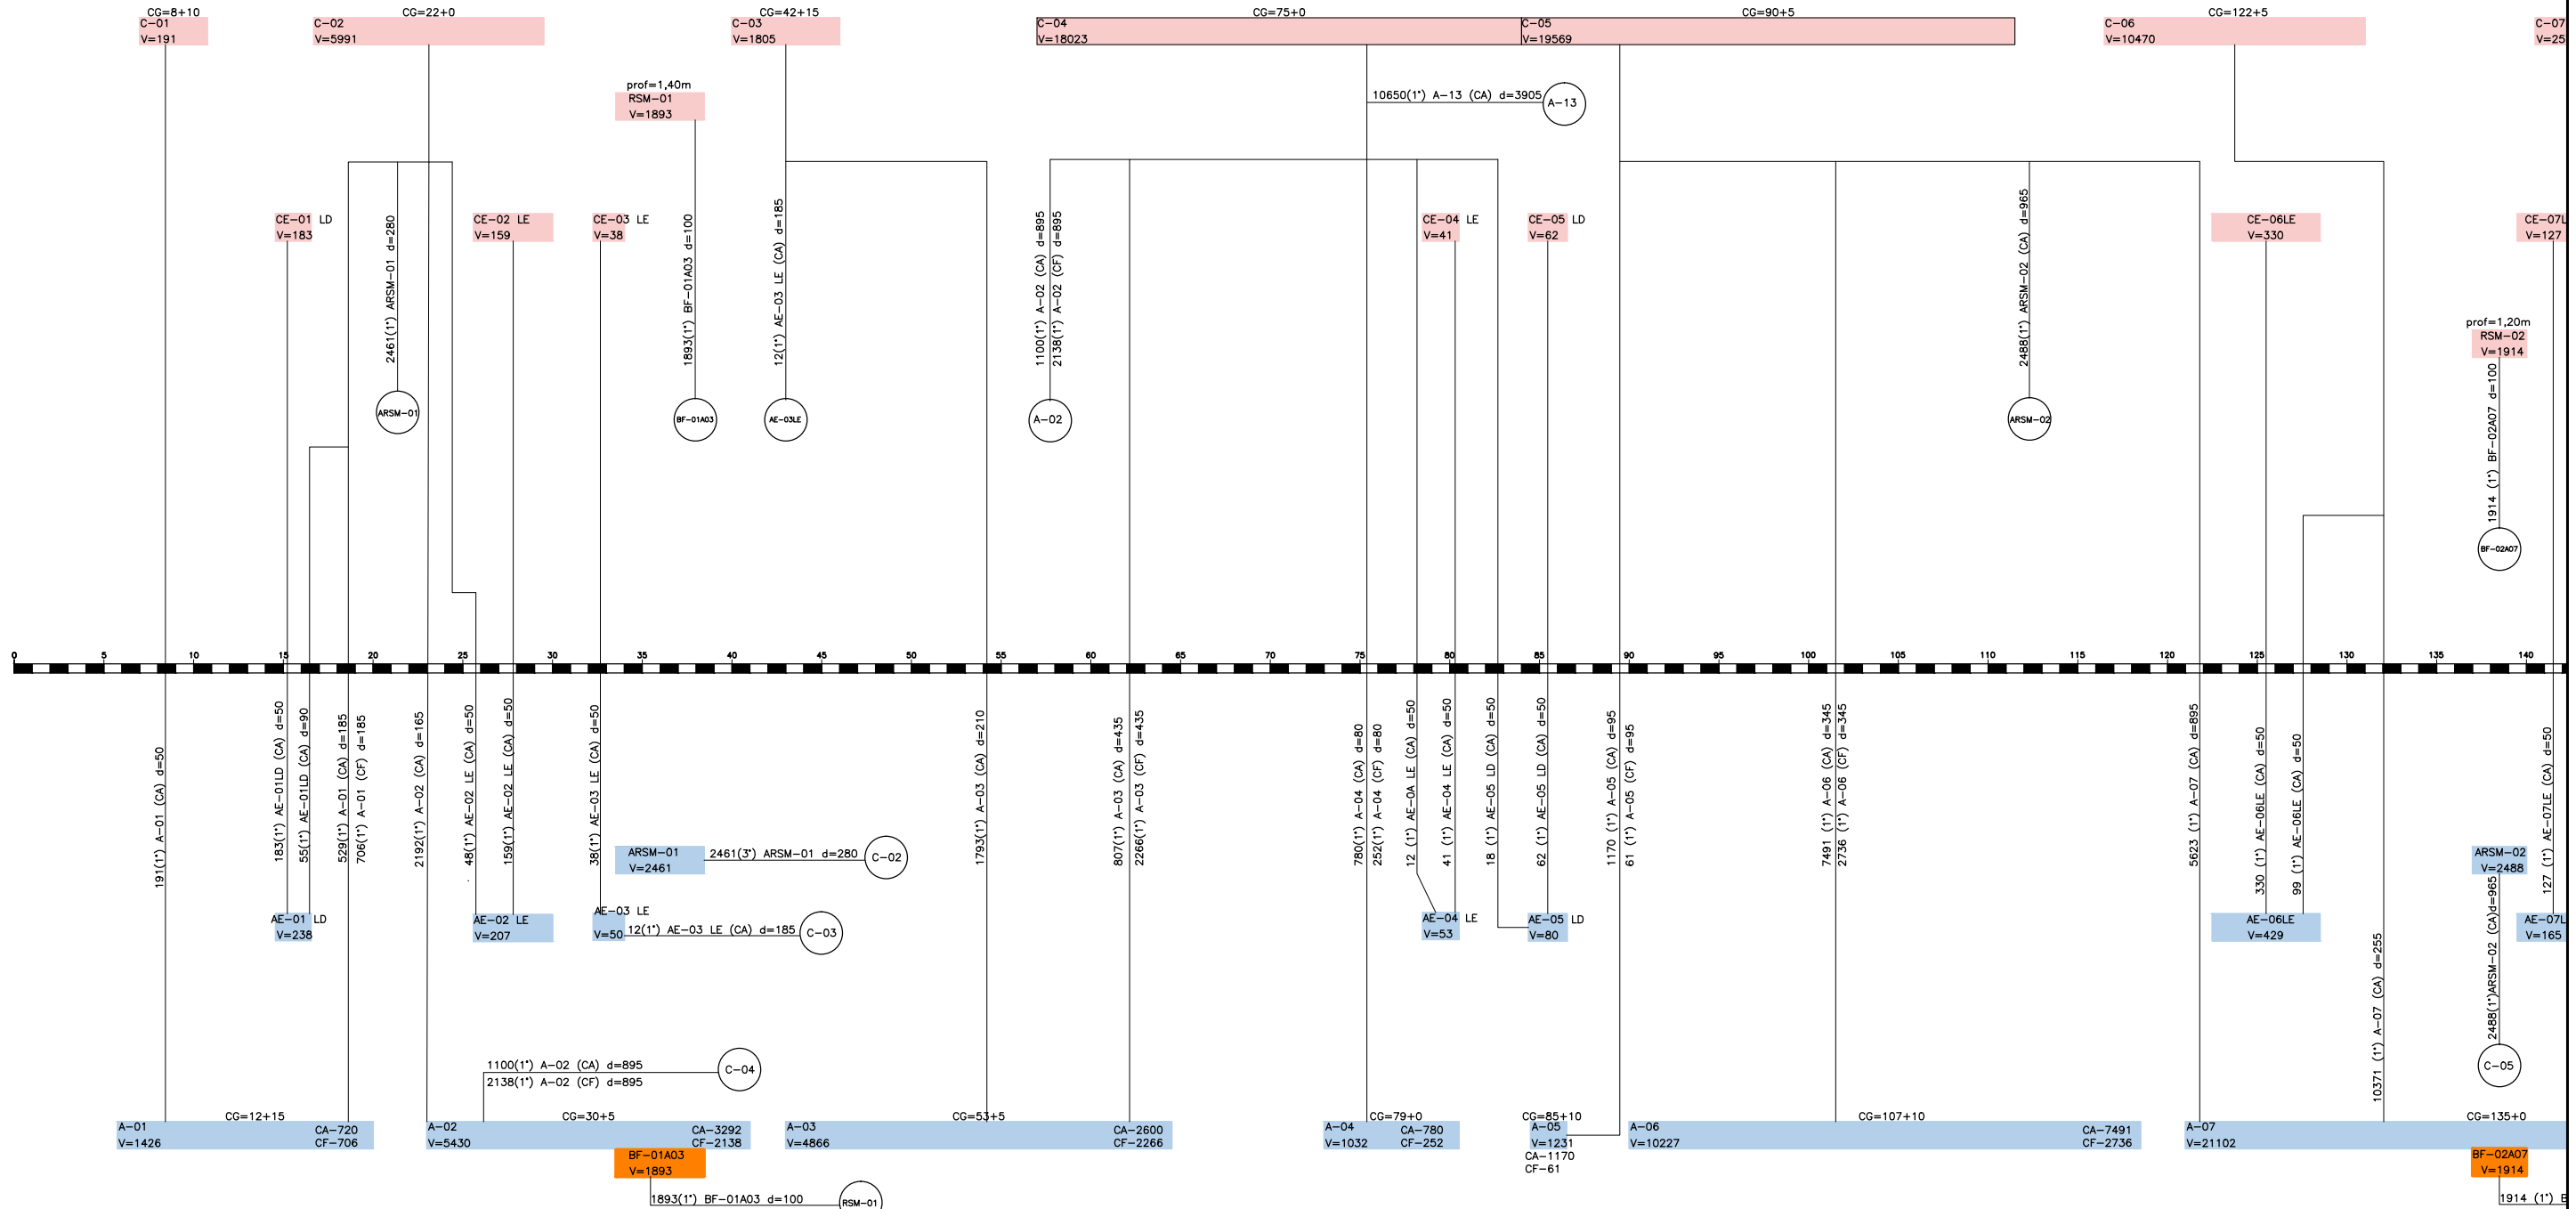 CG=8+10
C-01
V=191
CG=22+0
C-02
V=5991
CG=42+15
C-03
V=1805
CG=75+0
C-04
V=18023
CG=90+5
C-05
V=19569
CG=122+5
C-06
V=10470
C-07
V=25
prof=1,40m
RSM-01
V=1893
10650(1°) A-13 (CA) d=3905
A-13
CE-01 LD
V=183
CE-02 LE
V=159
CE-03 LE
V=38
CE-04 LE
V=41
CE-05 LD
V=62
CE-06LE
V=330
CE-07L
V=127
2461(1°) ARSM-01 d=280
1893(1°) BF-01A03 d=100
12(1°) AE-03 LE (CA) d=185
1100(1°) A-02 (CA) d=895
2138(1°) A-02 (CF) d=895
2488(1°) ARSM-02 (CA) d=965
prof=1,20m
RSM-02
V=1914
1914 (1°) BF-02A07 d=100
ARSM-01
BF-01A03
AE-03LE
A-02
ARSM-02
BF-02A07
0 5 10 15 20 25 30 35 40 45 50 55 60 65 70 75 80 85 90 95 100 105 110 115 120 125 130 135 140
191(1°) A-01 (CA) d=50
183(1°) AE-01LD (CA) d=50
55(1°) AE-01LD (CA) d=90
529(1°) A-01 (CA) d=185
706(1°) A-01 (CF) d=185
2192(1°) A-02 (CA) d=165
48(1°) AE-02 LE (CA) d=50
159(1°) AE-02 LE (CA) d=50
38(1°) AE-03 LE (CA) d=50
1793(1°) A-03 (CA) d=210
807(1°) A-03 (CA) d=435
2266(1°) A-03 (CF) d=435
780(1°) A-04 (CA) d=80
252(1°) A-04 (CF) d=80
12 (1°) AE-0A LE (CA) d=50
41 (1°) AE-04 LE (CA) d=50
18 (1°) AE-05 LD (CA) d=50
62 (1°) AE-05 LD (CA) d=50
1170 (1°) A-05 (CA) d=95
61 (1°) A-05 (CF) d=95
7491 (1°) A-06 (CA) d=345
2736 (1°) A-06 (CF) d=345
5623 (1°) A-07 (CA) d=895
330 (1°) AE-06LE (CA) d=50
99 (1°) AE-06LE (CA) d=50
10371 (1°) A-07 (CA) d=255
127 (1°) AE-07LE (CA) d=50
ARSM-01
V=2461
2461(3°) ARSM-01 d=280
C-02
ARSM-02
V=2488
2488(1°)ARSM-02 (CA)d=965
C-05
AE-01 LD
V=238
AE-02 LE
V=207
AE-03 LE
V=50
12(1°) AE-03 LE (CA) d=185
C-03
AE-04 LE
V=53
AE-05 LD
V=80
AE-06LE
V=429
AE-07L
V=165
1100(1°) A-02 (CA) d=895
2138(1°) A-02 (CF) d=895
C-04
CG=12+15
A-01
V=1426
CA-720
CF-706
CG=30+5
A-02
V=5430
CA-3292
CF-2138
CG=53+5
A-03
V=4866
CA-2600
CF-2266
CG=79+0
A-04
V=1032
CA-780
CF-252
CG=85+10
A-05
V=1231
CA-1170
CF-61
CG=107+10
A-06
V=10227
CA-7491
CF-2736
CG=135+0
A-07
V=21102
BF-01A03
V=1893
1893(1°) BF-01A03 d=100
RSM-01
BF-02A07
V=1914
1914 (1°) B